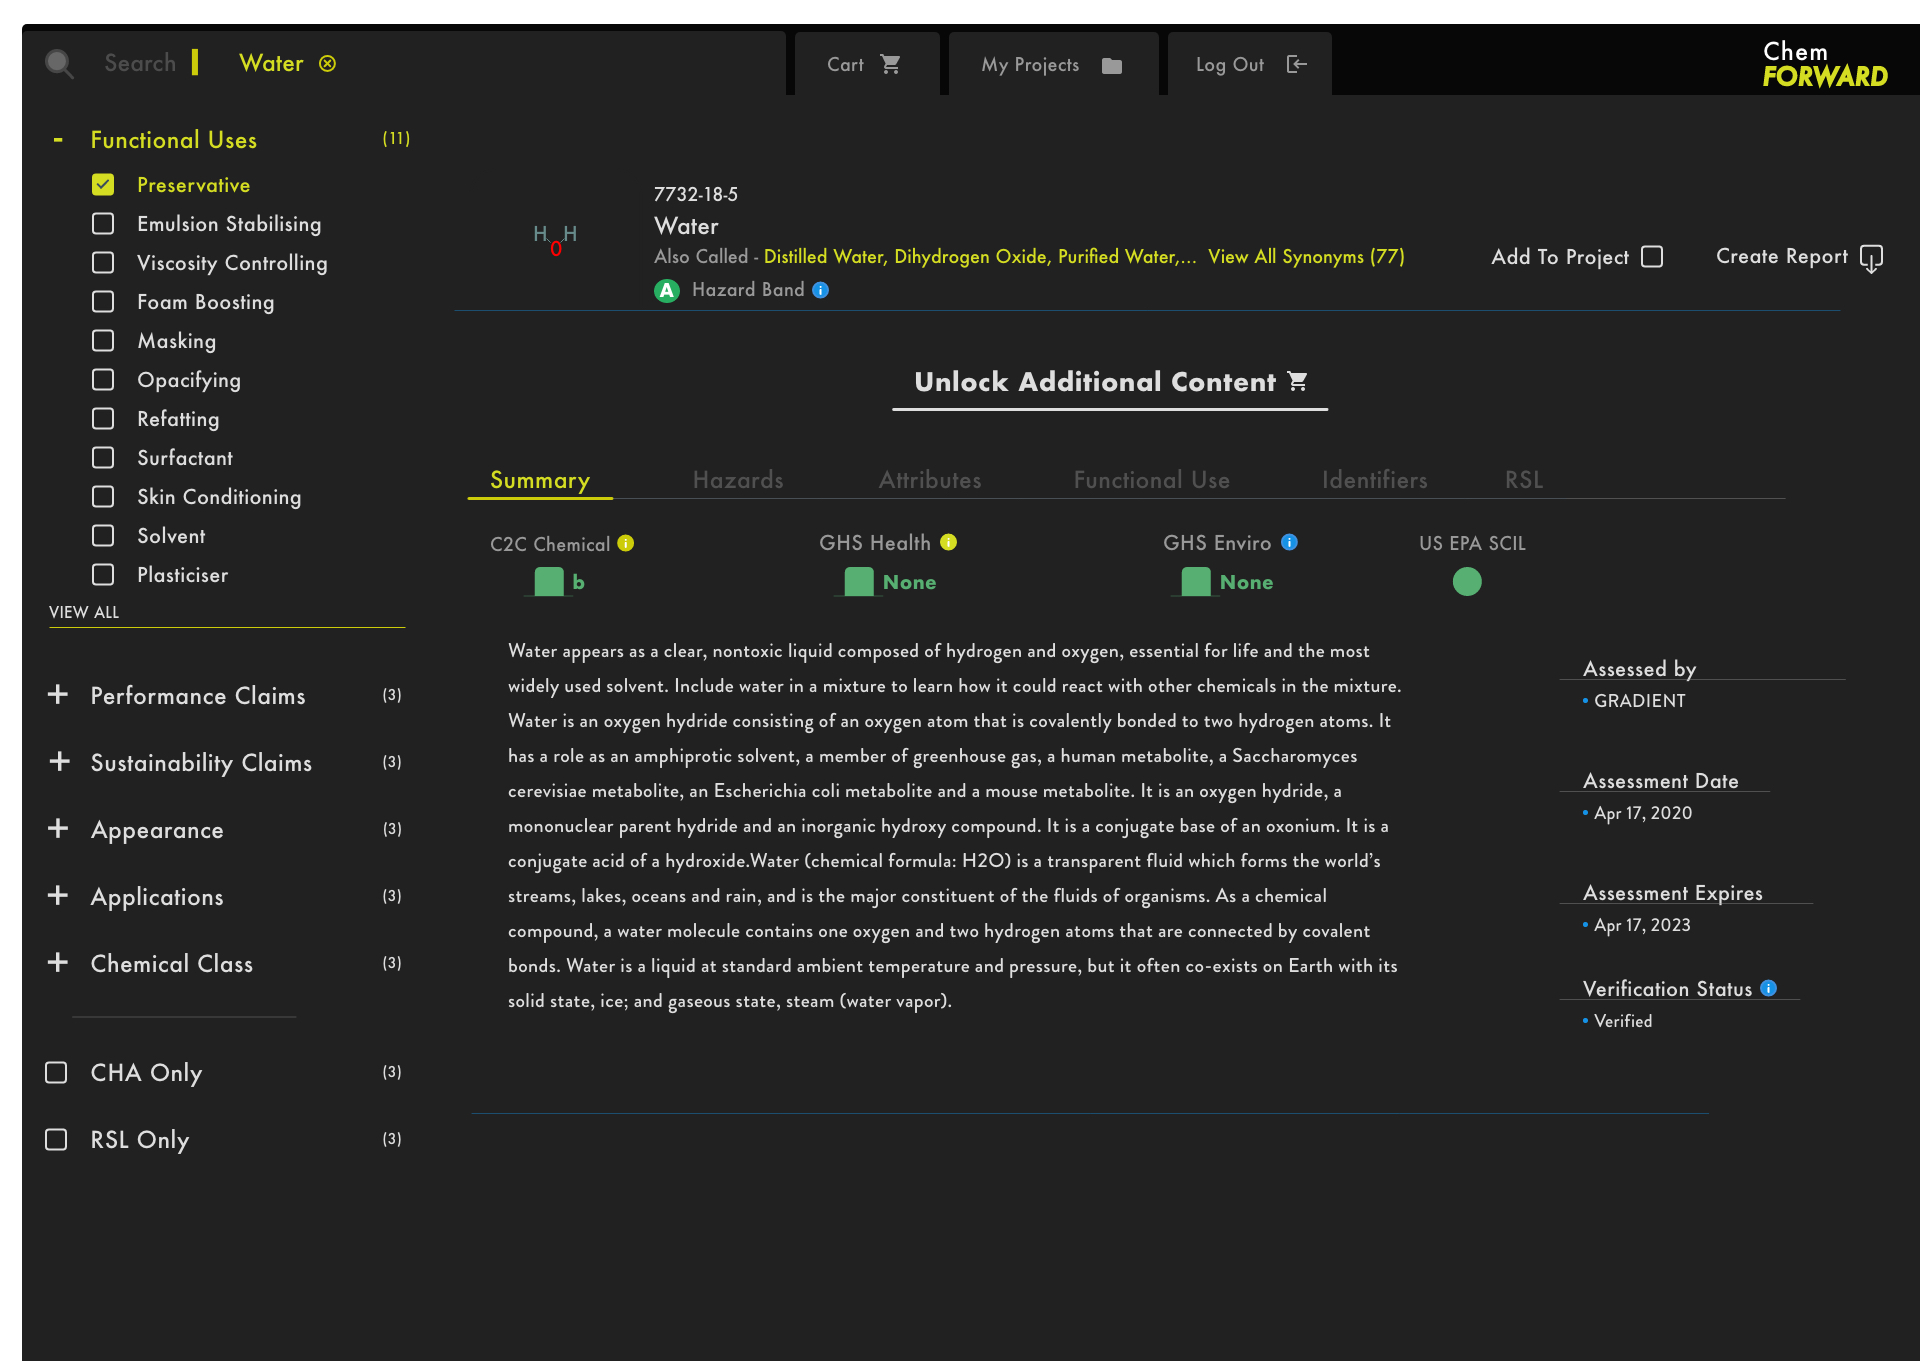 Search
Water
Cart
My Projects
Log Out
Chem
FORWARD
- Functional Uses (11)
Preservative
Emulsion Stabilising
Viscosity Controlling
Foam Boosting
Masking
Opacifying
Refatting
Surfactant
Skin Conditioning
Solvent
Plasticiser
VIEW ALL
+ Performance Claims (3)
+ Sustainability Claims (3)
+ Appearance (3)
+ Applications (3)
+ Chemical Class (3)
CHA Only (3)
RSL Only (3)
H H
O
7732-18-5
Water
Also Called - Distilled Water, Dihydrogen Oxide, Purified Water,... View All Synonyms (77)
A Hazard Band i
Add To Project
Create Report
Unlock Additional Content
Summary Hazards Attributes Functional Use Identifiers RSL
C2C Chemical i GHS Health i GHS Enviro i US EPA SCIL
b None None
Water appears as a clear, nontoxic liquid composed of hydrogen and oxygen, essential for life and the most
widely used solvent. Include water in a mixture to learn how it could react with other chemicals in the mixture.
Water is an oxygen hydride consisting of an oxygen atom that is covalently bonded to two hydrogen atoms. It
has a role as an amphiprotic solvent, a member of greenhouse gas, a human metabolite, a Saccharomyces
cerevisiae metabolite, an Escherichia coli metabolite and a mouse metabolite. It is an oxygen hydride, a
mononuclear parent hydride and an inorganic hydroxy compound. It is a conjugate base of an oxonium. It is a
conjugate acid of a hydroxide.Water (chemical formula: H2O) is a transparent fluid which forms the world's
streams, lakes, oceans and rain, and is the major constituent of the fluids of organisms. As a chemical
compound, a water molecule contains one oxygen and two hydrogen atoms that are connected by covalent
bonds. Water is a liquid at standard ambient temperature and pressure, but it often co-exists on Earth with its
solid state, ice; and gaseous state, steam (water vapor).
Assessed by
• GRADIENT
Assessment Date
• Apr 17, 2020
Assessment Expires
• Apr 17, 2023
Verification Status i
• Verified